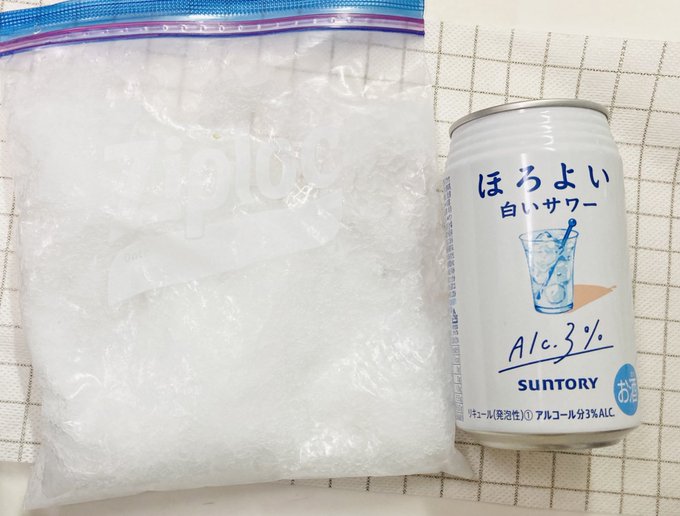 Ziploc
ほろよい
白いサワー
Alc.3%
SUNTORY
お酒
リキュール(発泡性)① アルコール分3%ALC.